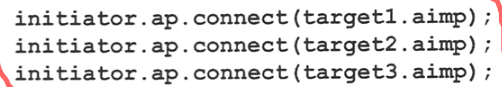 initiator.ap.connect(target1.aimp);
initiator.ap.connect(target2.aimp);
initiator.ap.connect(target3.aimp);